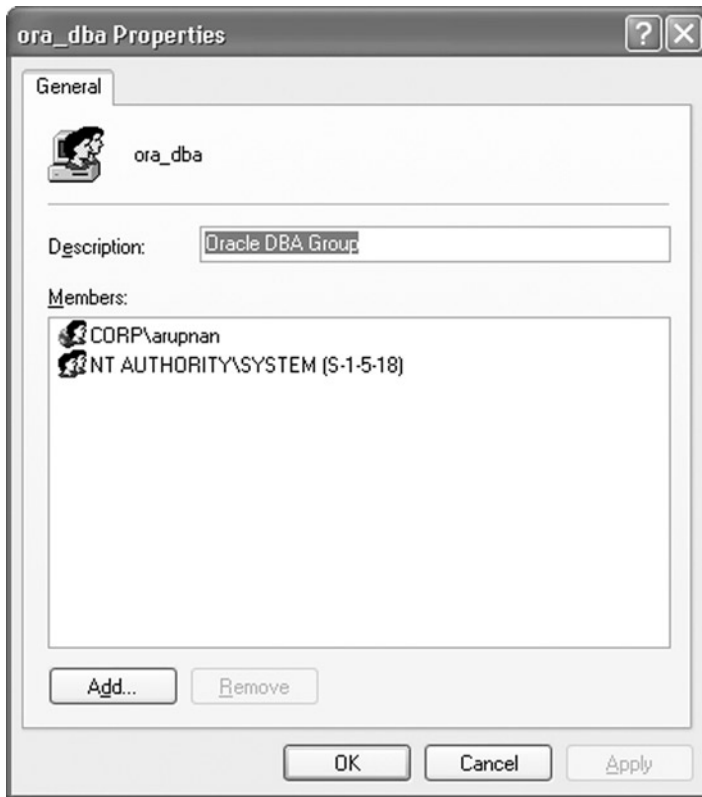 ora_dba Properties
General
ora_dba
Description: Oracle DBA Group
Members:
CORP\arupnan
NT AUTHORITY\SYSTEM (S-1-5-18)
Add... Remove
OK Cancel Apply